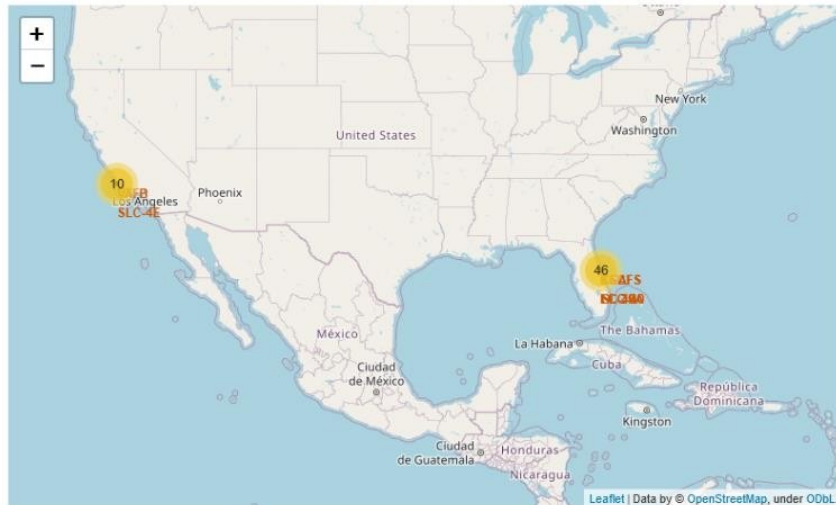 +
−
Ottawa
New York
Washington
United States
10
Los Angeles
SLC-4E
Phoenix
46
The Bahamas
La Habana
Cuba
México
Ciudad
de México
República
Dominicana
Kingston
Ciudad
de Guatemala
Honduras
Nicaragua
Leaflet | Data by © OpenStreetMap, under ODbL